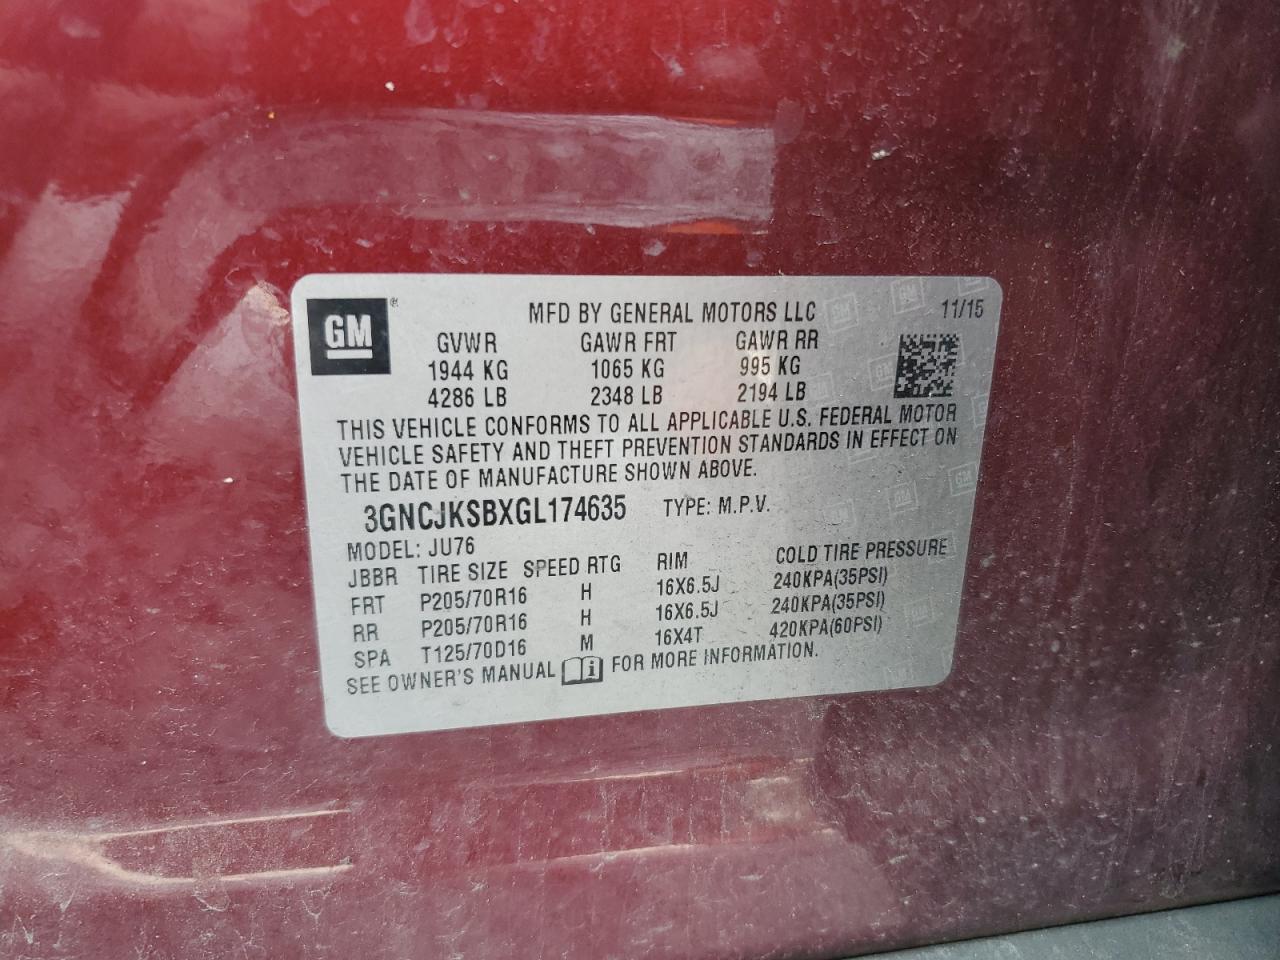 GM ®
MFD BY GENERAL MOTORS LLC 11/15
GVWR GAWR FRT GAWR RR
1944 KG 1065 KG 995 KG
4286 LB 2348 LB 2194 LB
THIS VEHICLE CONFORMS TO ALL APPLICABLE U.S. FEDERAL MOTOR
VEHICLE SAFETY AND THEFT PREVENTION STANDARDS IN EFFECT ON
THE DATE OF MANUFACTURE SHOWN ABOVE.
3GNCJKSBXGL174635 TYPE: M.P.V.
MODEL: JU76
JBBR TIRE SIZE SPEED RTG RIM COLD TIRE PRESSURE
FRT P205/70R16 H 16X6.5J 240KPA(35PSI)
RR P205/70R16 H 16X6.5J 240KPA(35PSI)
SPA T125/70D16 M 16X4T 420KPA(60PSI)
SEE OWNER'S MANUAL i FOR MORE INFORMATION.